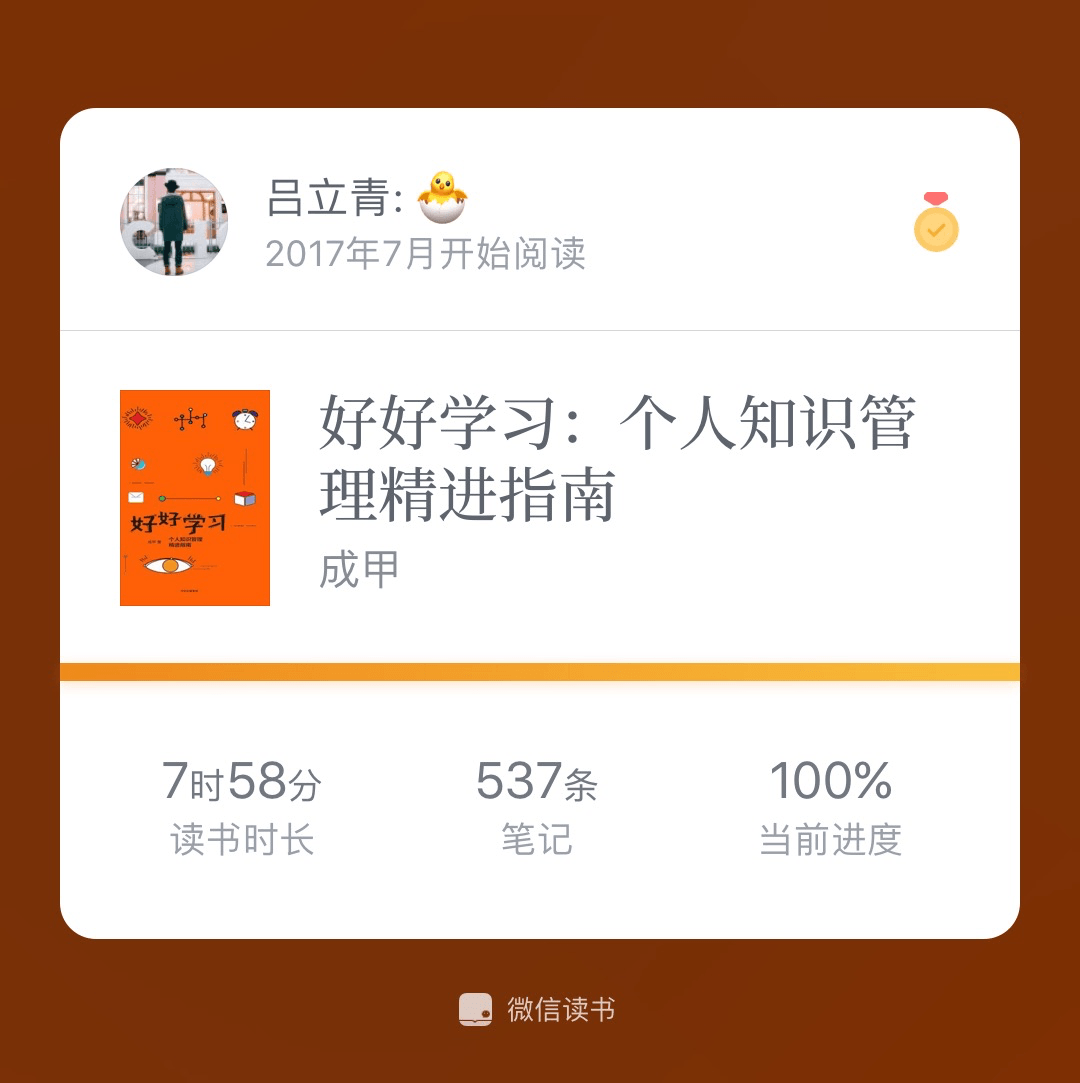 吕立青: 🐣
2017年7月开始阅读
好好学习：个人知识管
理精进指南
成甲
好好学习
个人知识管理
精进指南
7时58分
537条
100%
读书时长
笔记
当前进度
微信读书